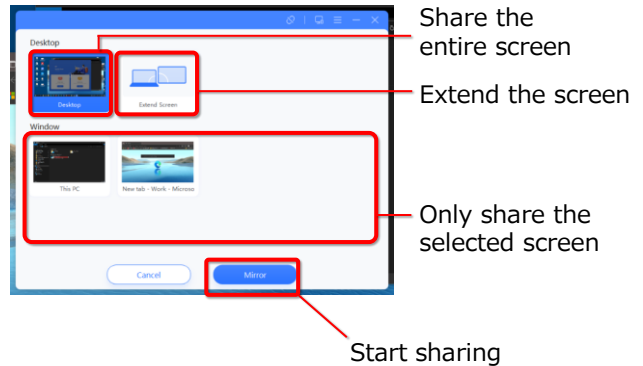 Share the
entire screen
Desktop
Desktop
Extend Screen
Extend the screen
Window
This PC
New tab - Work - Microso
Only share the
selected screen
Cancel
Mirror
Start sharing